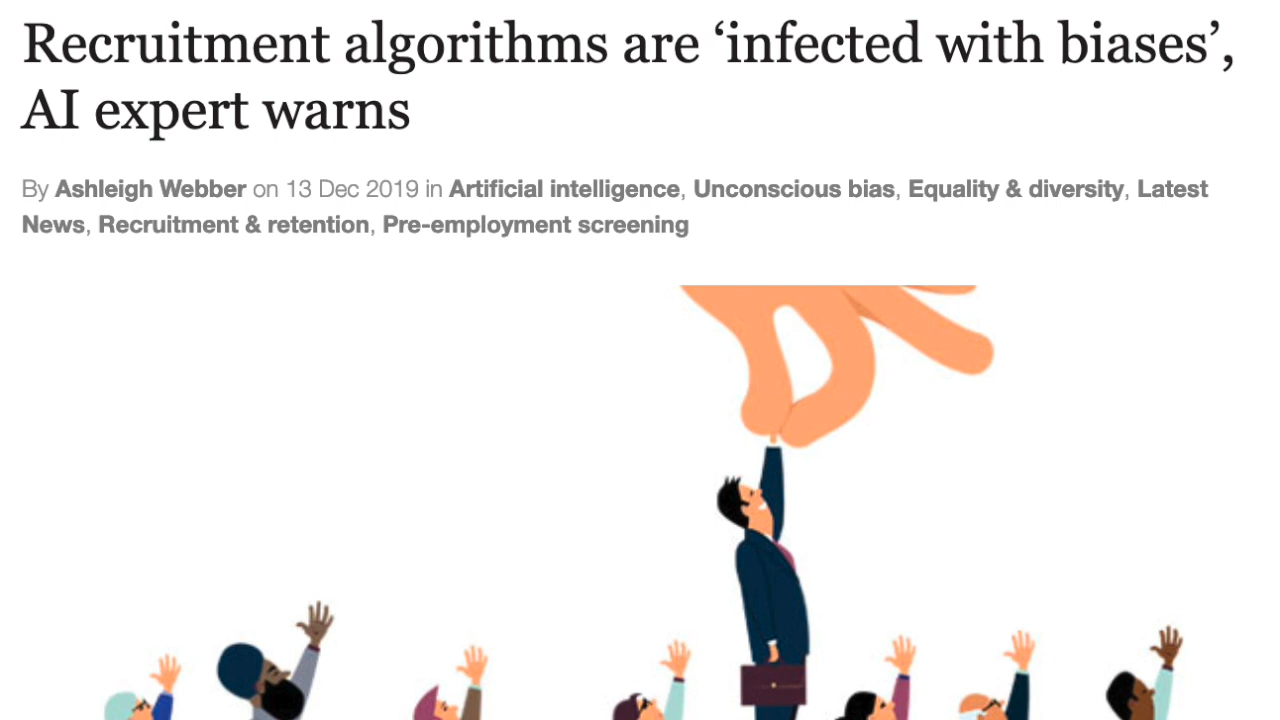 Recruitment algorithms are ‘infected with biases’,
AI expert warns
By Ashleigh Webber on 13 Dec 2019 in Artificial intelligence, Unconscious bias, Equality & diversity, Latest
News, Recruitment & retention, Pre-employment screening